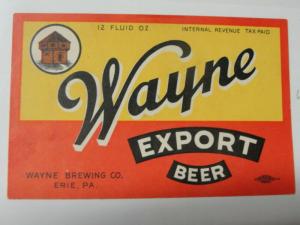 12 FLUID OZ. INTERNAL REVENUE TAX PAID
Wayne
EXPORT
BEER
WAYNE BREWING CO.
ERIE, PA.